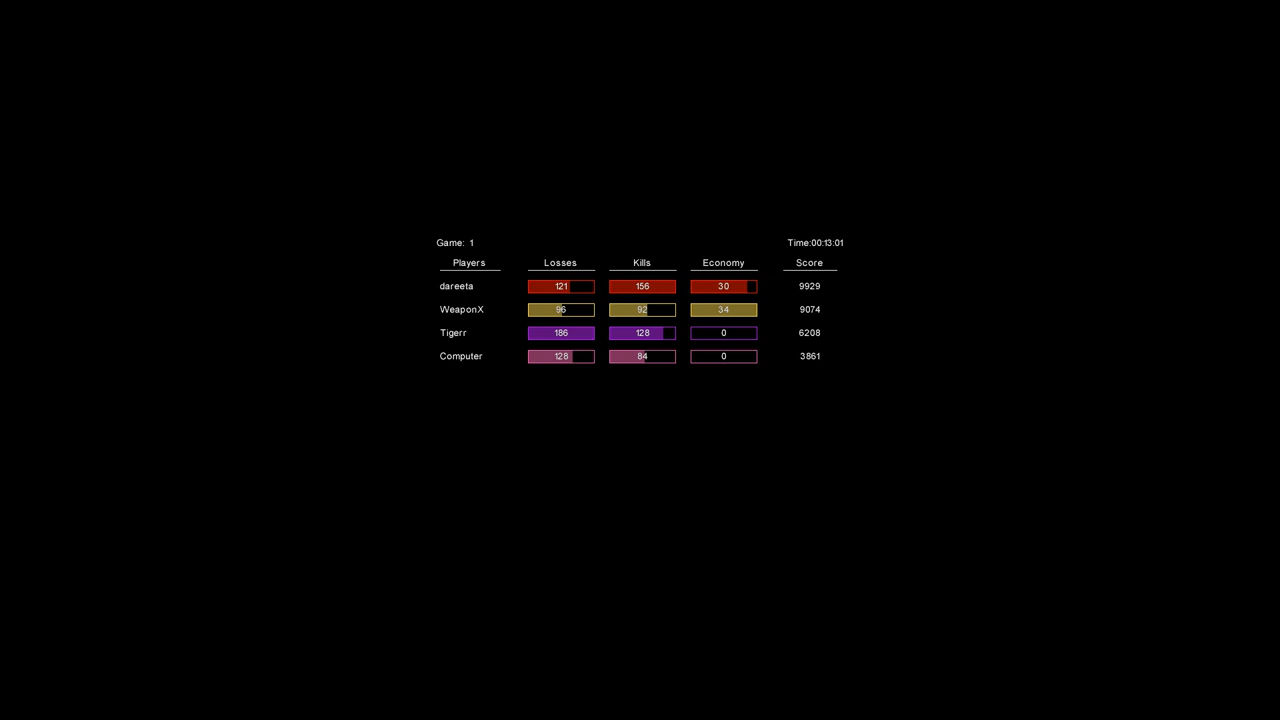 Game: 1 Time:00:13:01
Players Losses Kills Economy Score
dareeta 121 156 30 9929
WeaponX 96 92 34 9074
Tigerr 186 128 0 6208
Computer 128 84 0 3861